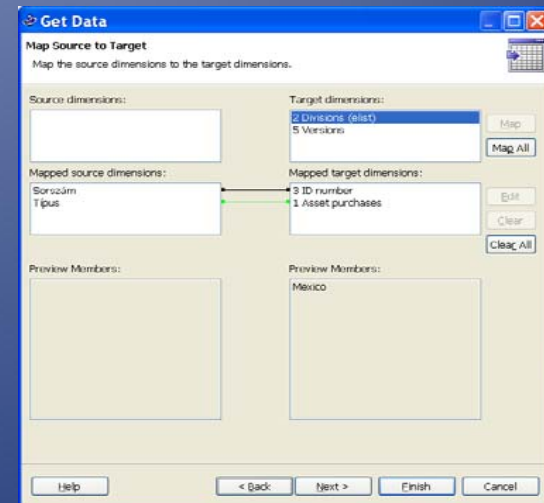 Get Data
Map Source to Target
Map the source dimensions to the target dimensions.
Source dimensions:
Target dimensions:
2 Divisions (elist)
5 Versions
Map
Map All
Mapped source dimensions:
Mapped target dimensions:
Sorszám
Típus
3 ID number
1 Asset purchases
Edit
Clear
Clear All
Preview Members:
Preview Members:
Mexico
Help
< Back
Next >
Finish
Cancel